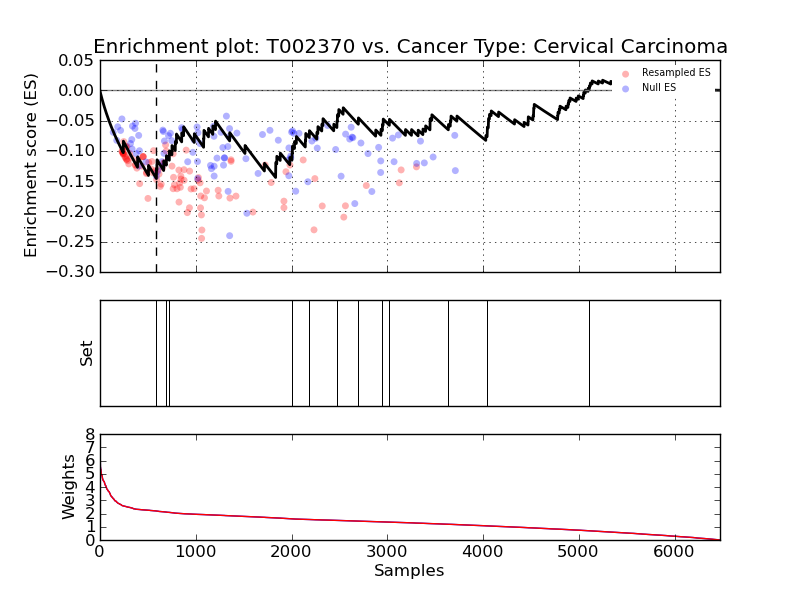 Enrichment plot: T002370 vs. Cancer Type: Cervical Carcinoma
Enrichment score (ES)
0.05
0.00
−0.05
−0.10
−0.15
−0.20
−0.25
−0.30
Resampled ES
Null ES
Set
Weights
8
7
6
5
4
3
2
1
0
0 1000 2000 3000 4000 5000 6000
Samples